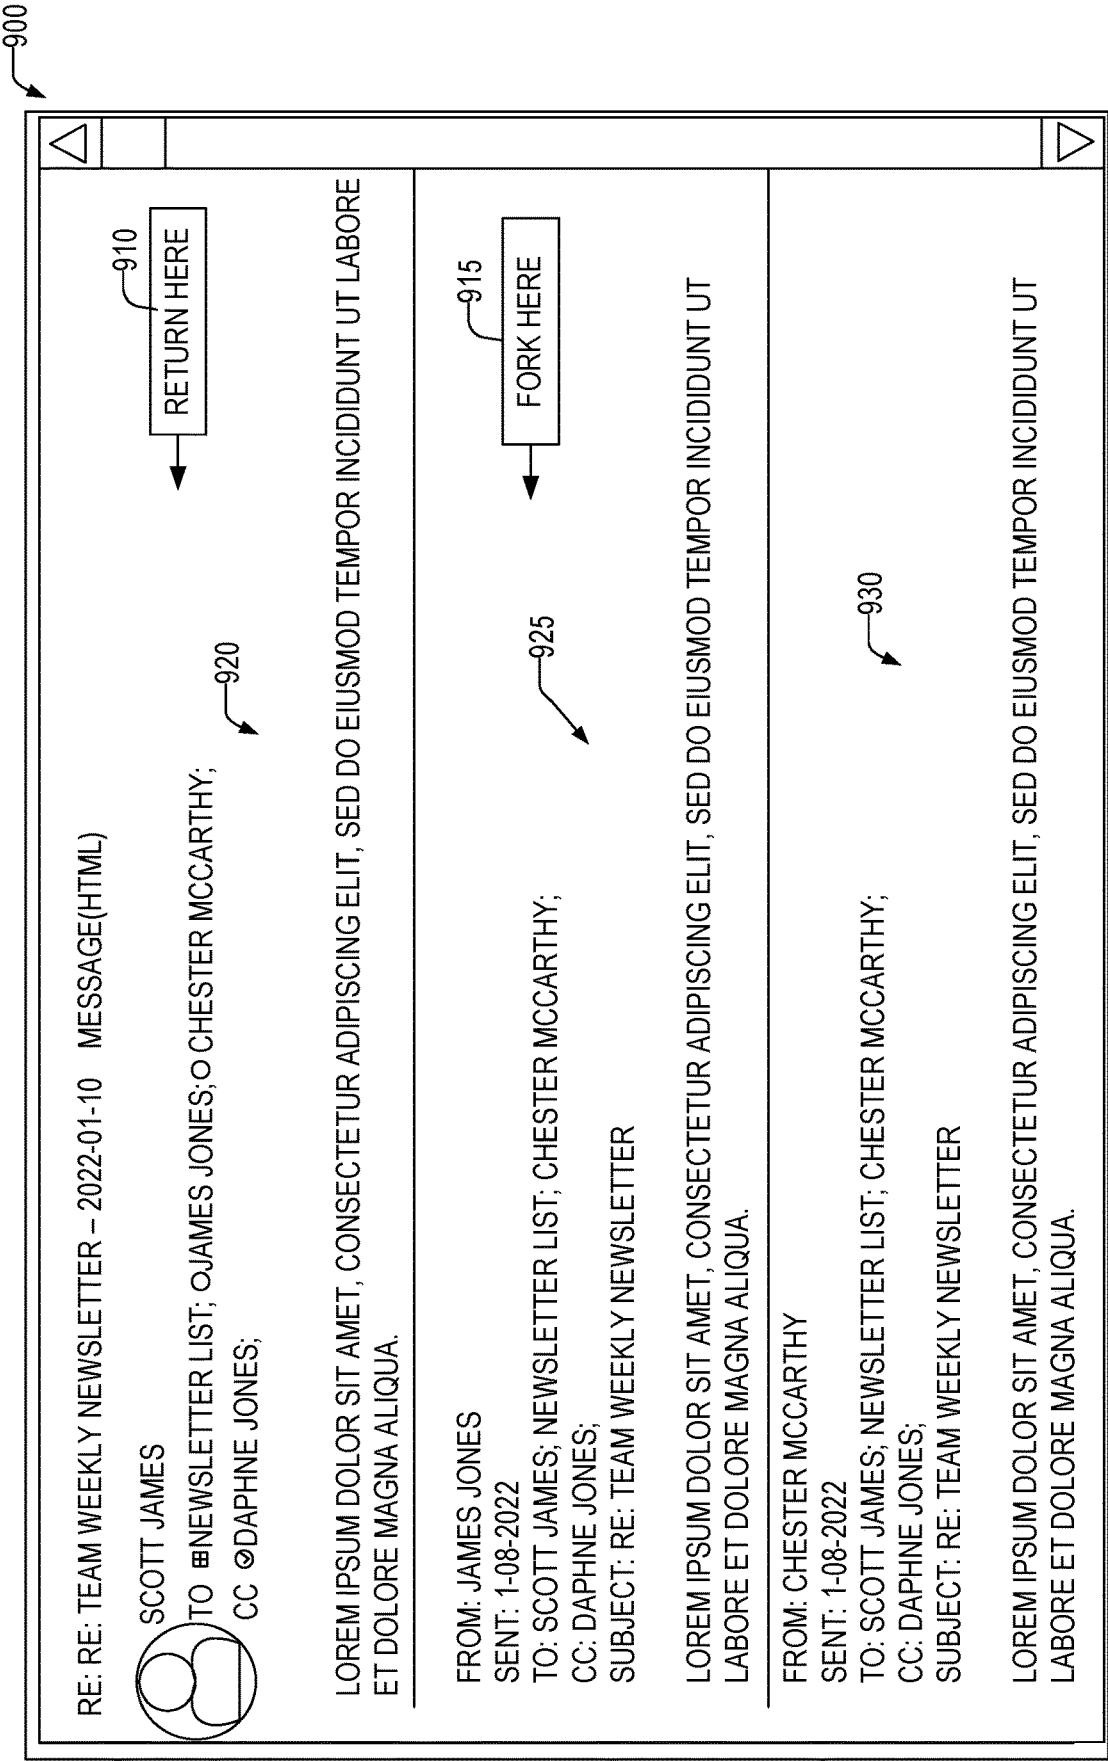 900
RE: RE: TEAM WEEKLY NEWSLETTER – 2022-01-10 MESSAGE(HTML)
SCOTT JAMES
910
RETURN HERE
TO ⊞NEWSLETTER LIST; OJAMES JONES;O CHESTER MCCARTHY;
920
CC DAPHNE JONES;
LOREM IPSUM DOLOR SIT AMET, CONSECTETUR ADIPISCING ELIT, SED DO EIUSMOD TEMPOR INCIDIDUNT UT LABORE
ET DOLORE MAGNA ALIQUA.
FROM: JAMES JONES
915
SENT: 1-08-2022
FORK HERE
TO: SCOTT JAMES; NEWSLETTER LIST; CHESTER MCCARTHY;
925
CC: DAPHNE JONES;
SUBJECT: RE: TEAM WEEKLY NEWSLETTER
LOREM IPSUM DOLOR SIT AMET, CONSECTETUR ADIPISCING ELIT, SED DO EIUSMOD TEMPOR INCIDIDUNT UT
LABORE ET DOLORE MAGNA ALIQUA.
FROM: CHESTER MCCARTHY
SENT: 1-08-2022
TO: SCOTT JAMES; NEWSLETTER LIST; CHESTER MCCARTHY;
930
CC: DAPHNE JONES;
SUBJECT: RE: TEAM WEEKLY NEWSLETTER
LOREM IPSUM DOLOR SIT AMET, CONSECTETUR ADIPISCING ELIT, SED DO EIUSMOD TEMPOR INCIDIDUNT UT
LABORE ET DOLORE MAGNA ALIQUA.